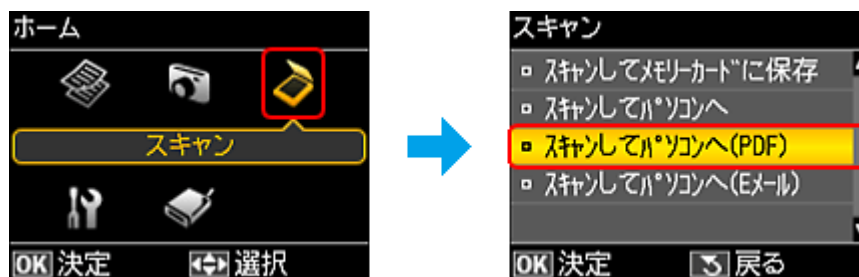 ホーム
スキャン
OK 決定 選択
スキャン
スキャンしてメモリーカードに保存
スキャンしてパソコンへ
スキャンしてパソコンへ(PDF)
スキャンしてパソコンへ(Eメール)
OK 決定 戻る